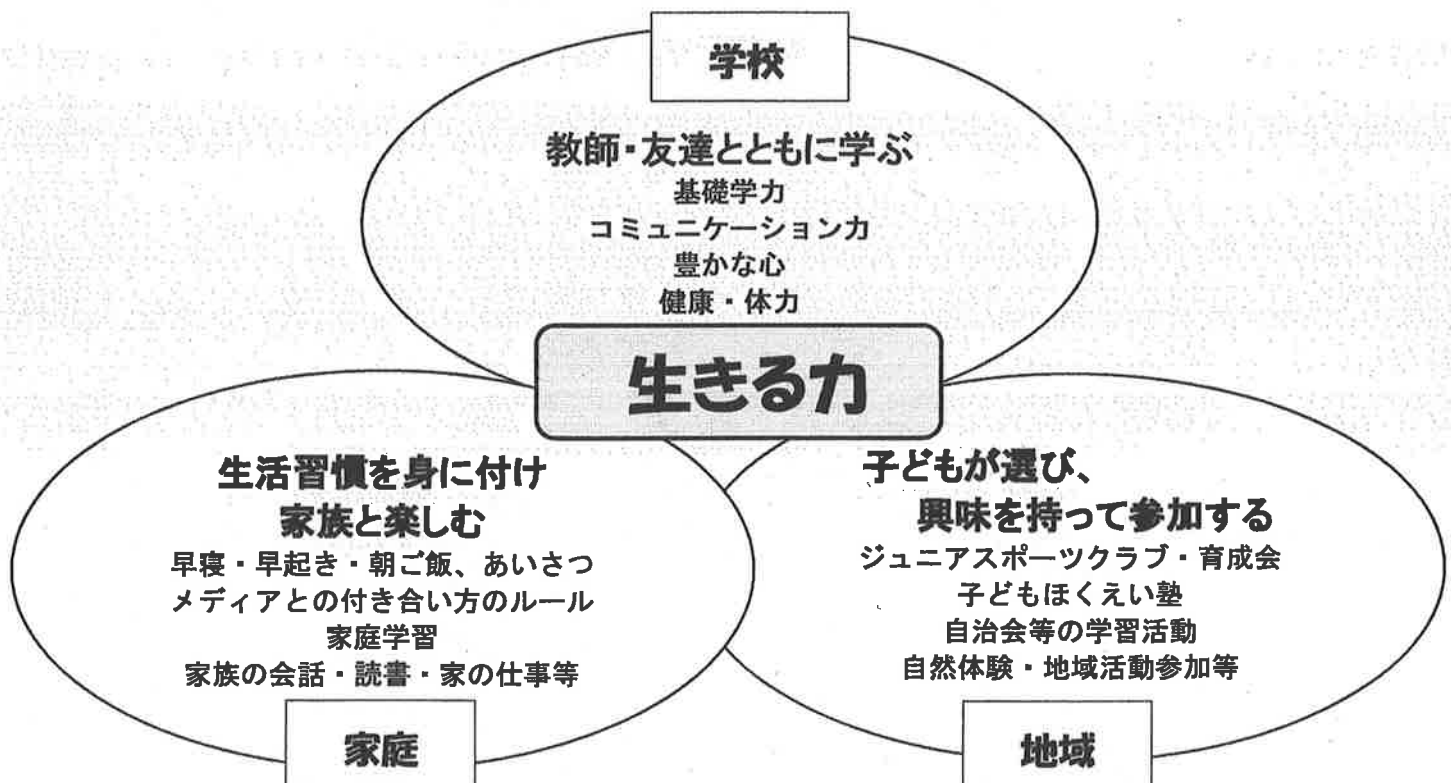 学校
教師・友達とともに学ぶ
基礎学力
コミュニケーション力
豊かな心
健康・体力
生きる力
生活習慣を身に付け
家族と楽しむ
早寝・早起き・朝ご飯、あいさつ
メディアとの付き合い方のルール
家庭学習
家族の会話・読書・家の仕事等
家庭
子どもが選び、
興味を持って参加する
ジュニアスポーツクラブ・育成会
子どもほくえい塾
自治会等の学習活動
自然体験・地域活動参加等
地域